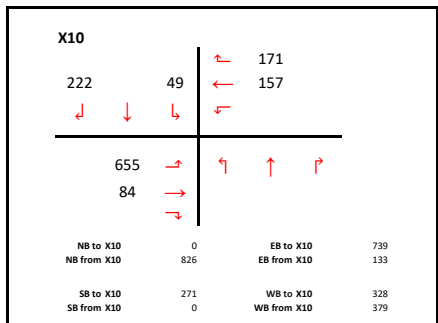 X10
171
222 49 157
655
84
NB to X10 0 EB to X10 739
NB from X10 826 EB from X10 133
SB to X10 271 WB to X10 328
SB from X10 0 WB from X10 379